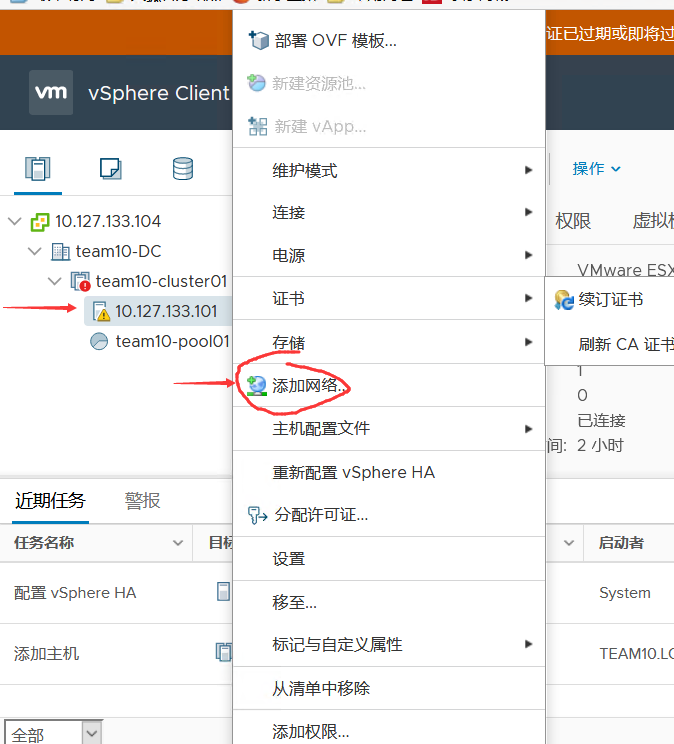 证已过期或即将过
vm vSphere Client
部署 OVF 模板...
新建资源池...
新建 vApp...
维护模式
连接
电源
证书
存储
添加网络...
主机配置文件
重新配置 vSphere HA
分配许可证...
设置
移至...
标记与自定义属性
从清单中移除
添加权限...
续订证书
刷新 CA 证书
操作
权限
虚拟机
VMware ESX
1
0
已连接
间:
2 小时
10.127.133.104
team10-DC
team10-cluster01
10.127.133.101
team10-pool01
近期任务
警报
任务名称
目标
启动者
配置 vSphere HA
System
添加主机
TEAM10.LO
全部